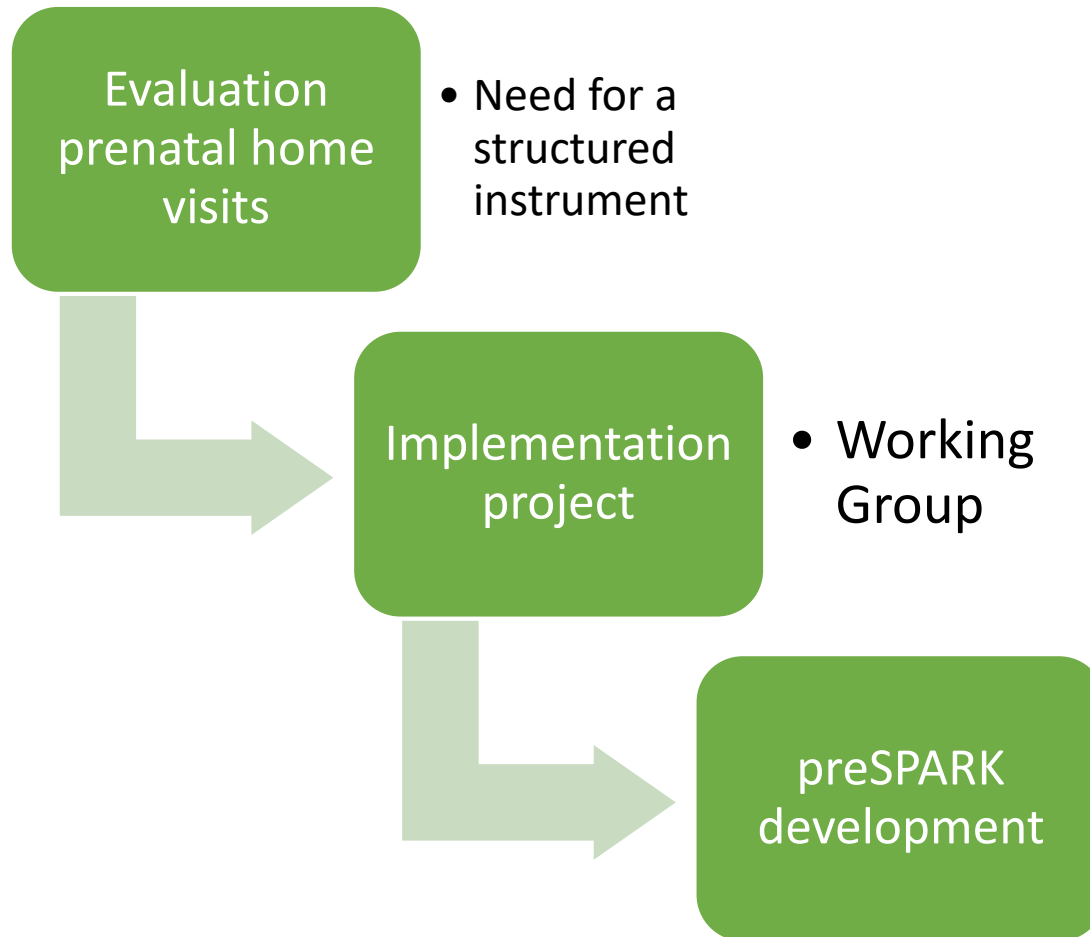 Evaluation
prenatal home
visits
• Need for a
structured
instrument
Implementation
project
• Working
Group
preSPARK
development